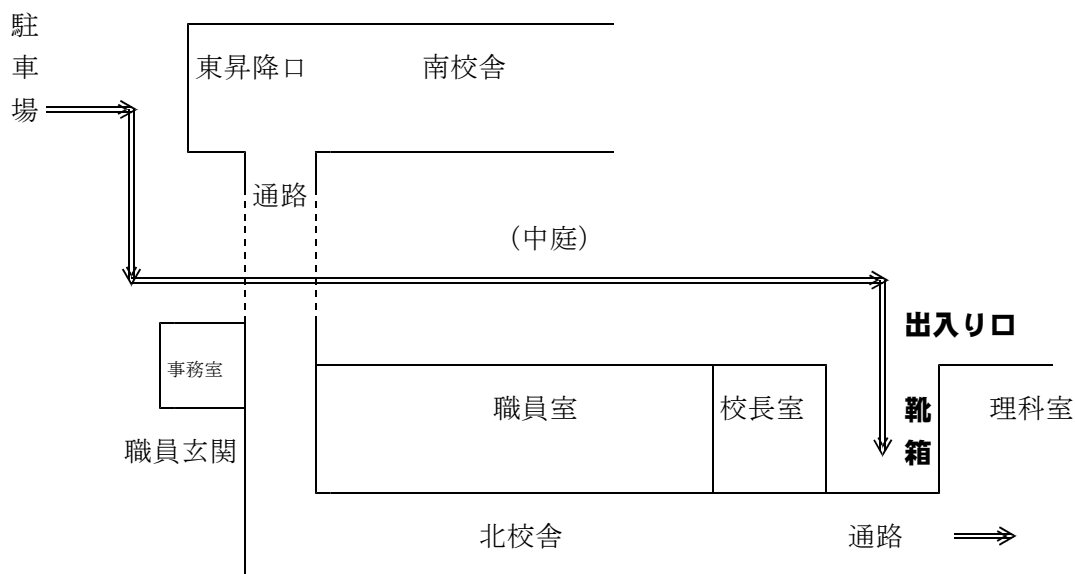 駐車場
東昇降口
南校舎
通路
(中庭)
出入り口
事務室
職員室
校長室
靴箱
理科室
職員玄関
北校舎
通路